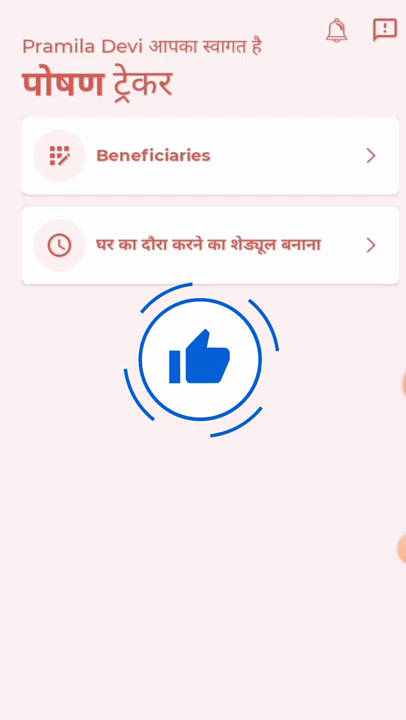 Pramila Devi आपका स्वागत है
पोषण ट्रेकर
Beneficiaries
घर का दौरा करने का शेड्यूल बनाना